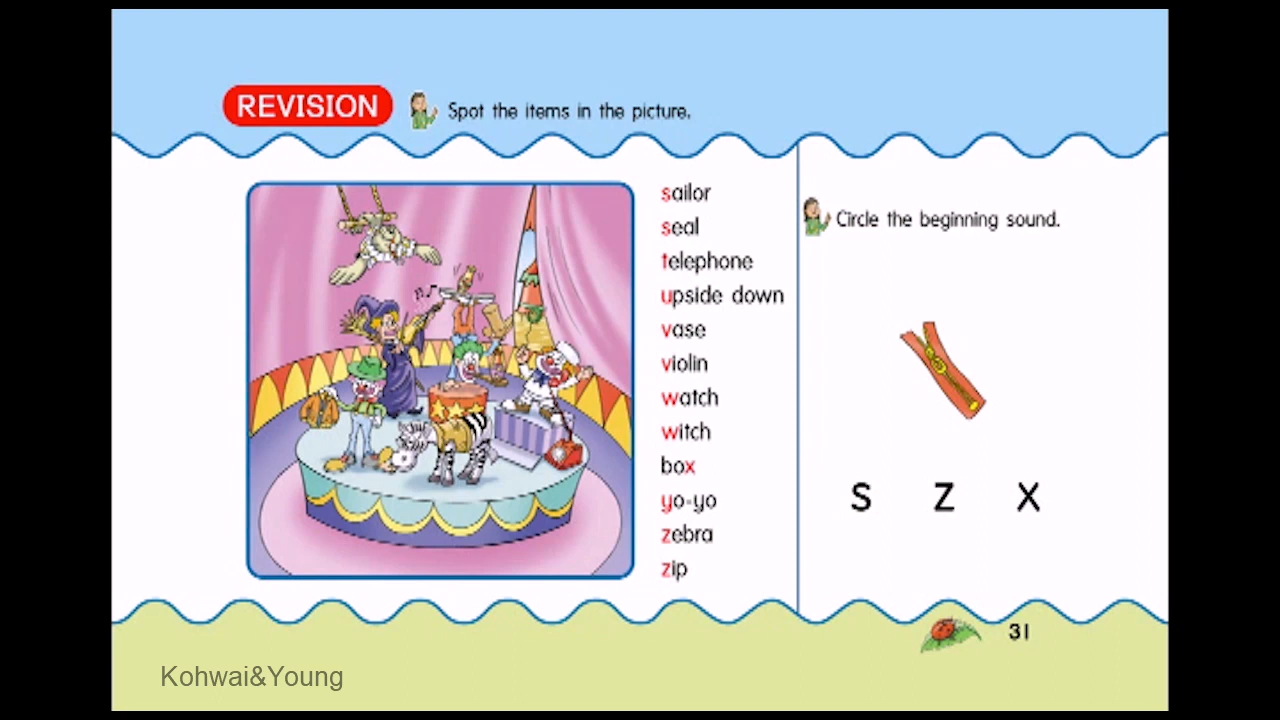 REVISION
Spot the items in the picture.
sailor
seal
telephone
upside down
vase
violin
watch
witch
box
yo-yo
zebra
zip
Circle the beginning sound.
S Z X
31
Kohwai&Young